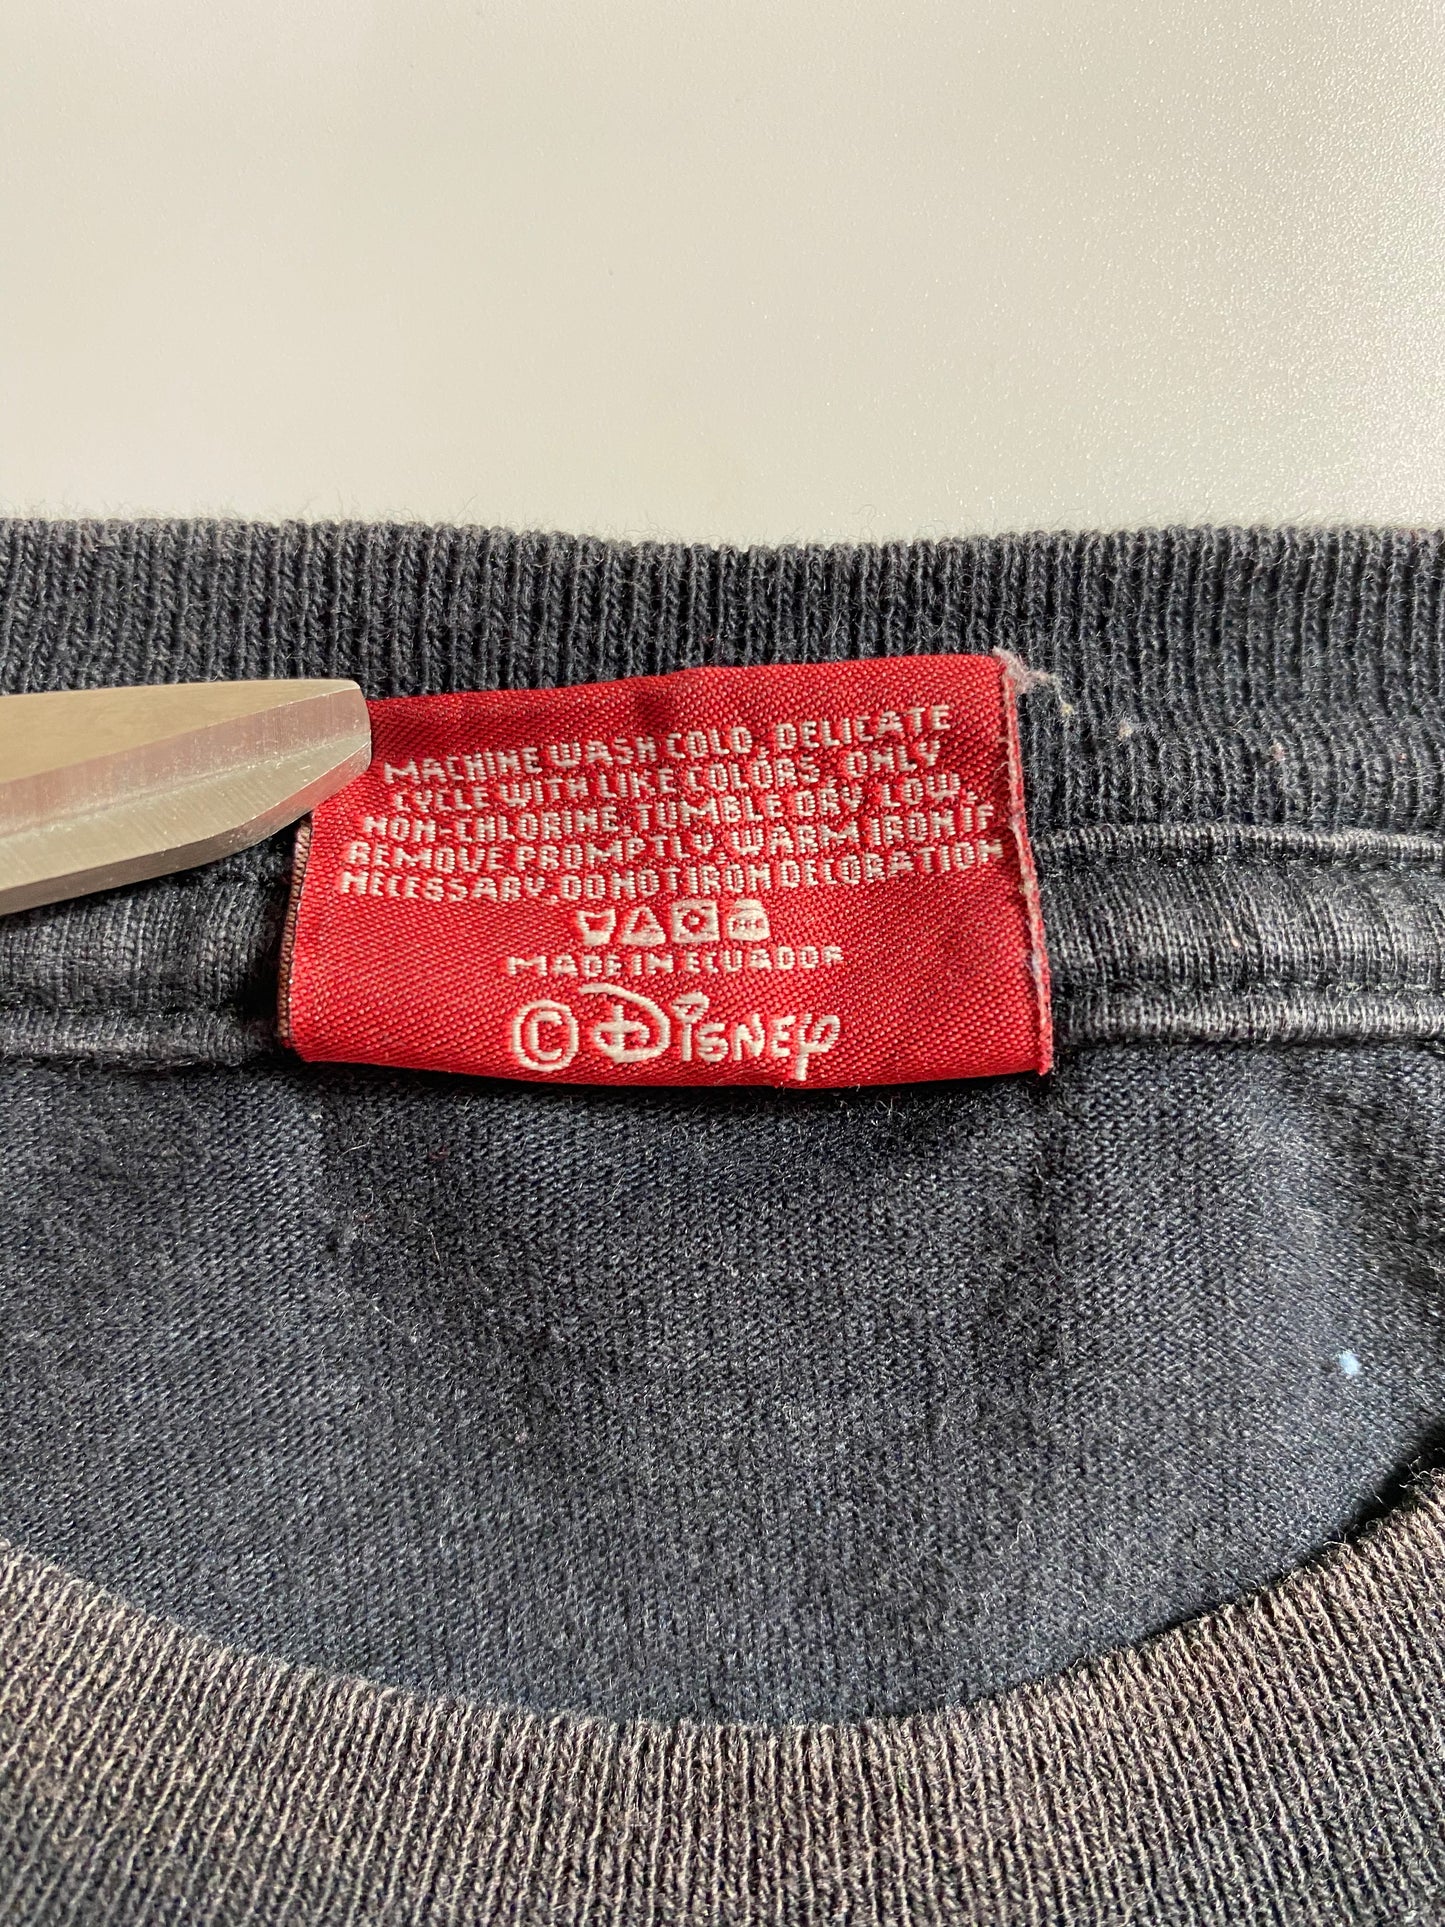 MACHINE WASH COLD, DELICATE
CYCLE WITH LIKE COLORS, ONLY
NON-CHLORINE, TUMBLE DRY LOW,
REMOVE PROMPTLY, WARM IRON IF
NECESSARY, DO NOT IRON DECORATION
MADE IN ECUADOR
© DISNEY